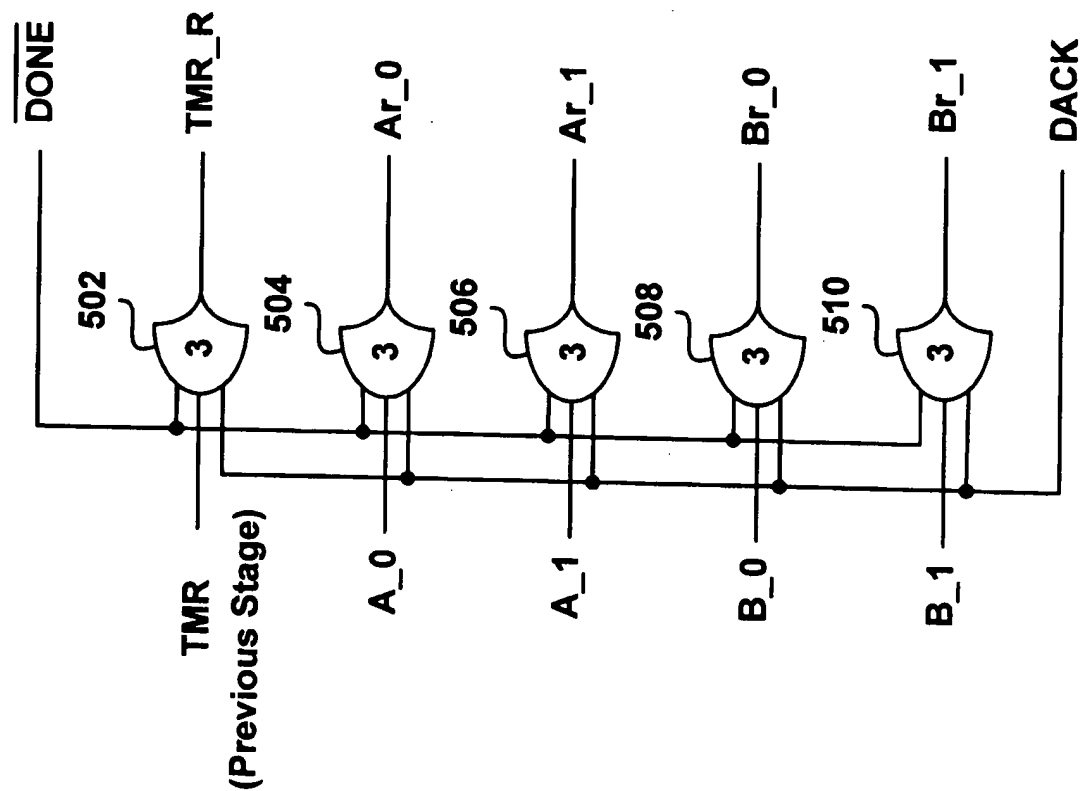 DONE
502
TMR
3
TMR_R
(Previous Stage)
504
A_0
3
Ar_0
506
A_1
3
Ar_1
508
B_0
3
Br_0
510
B_1
3
Br_1
DACK